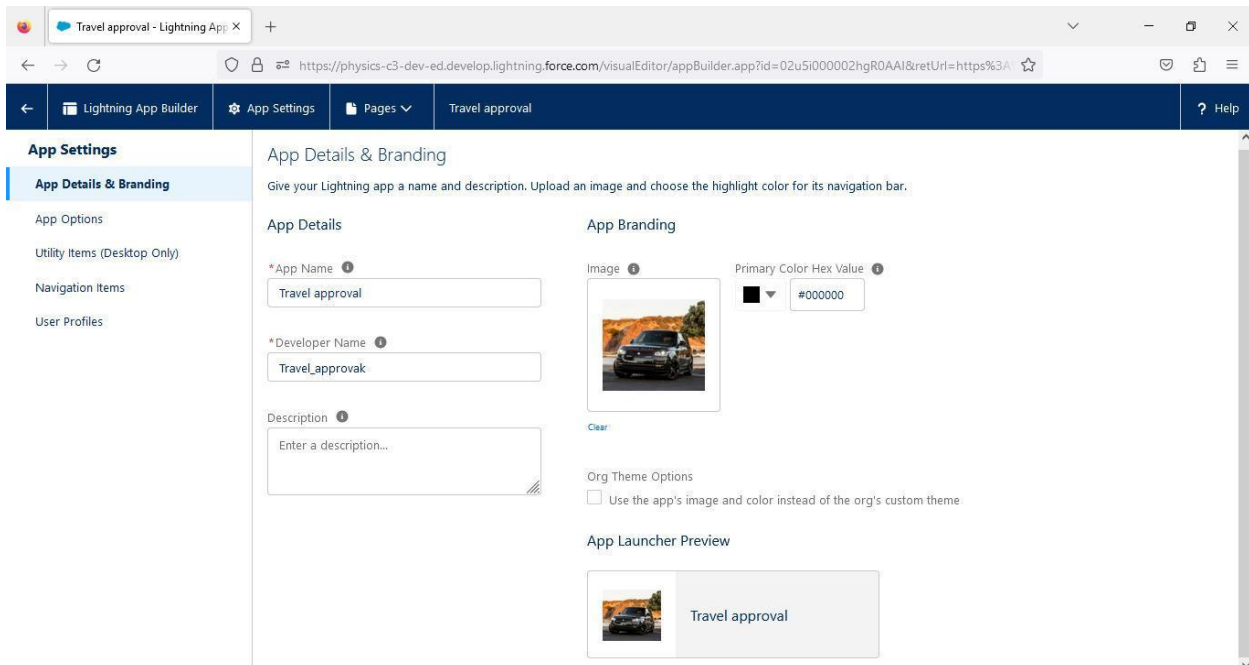 Travel approval - Lightning App
https://physics-c3-dev-ed.develop.lightning.force.com/visualEditor/appBuilder.app?id=02u5i000002hgR0AAI&retUrl=https%3A
Lightning App Builder
App Settings
Pages
Travel approval
? Help
App Settings
App Details & Branding
App Options
Utility Items (Desktop Only)
Navigation Items
User Profiles
App Details & Branding
Give your Lightning app a name and description. Upload an image and choose the highlight color for its navigation bar.
App Details
*App Name
Travel approval
*Developer Name
Travel_approvak
Description
Enter a description...
App Branding
Image
Primary Color Hex Value
#000000
Clear
Org Theme Options
Use the app's image and color instead of the org's custom theme
App Launcher Preview
Travel approval